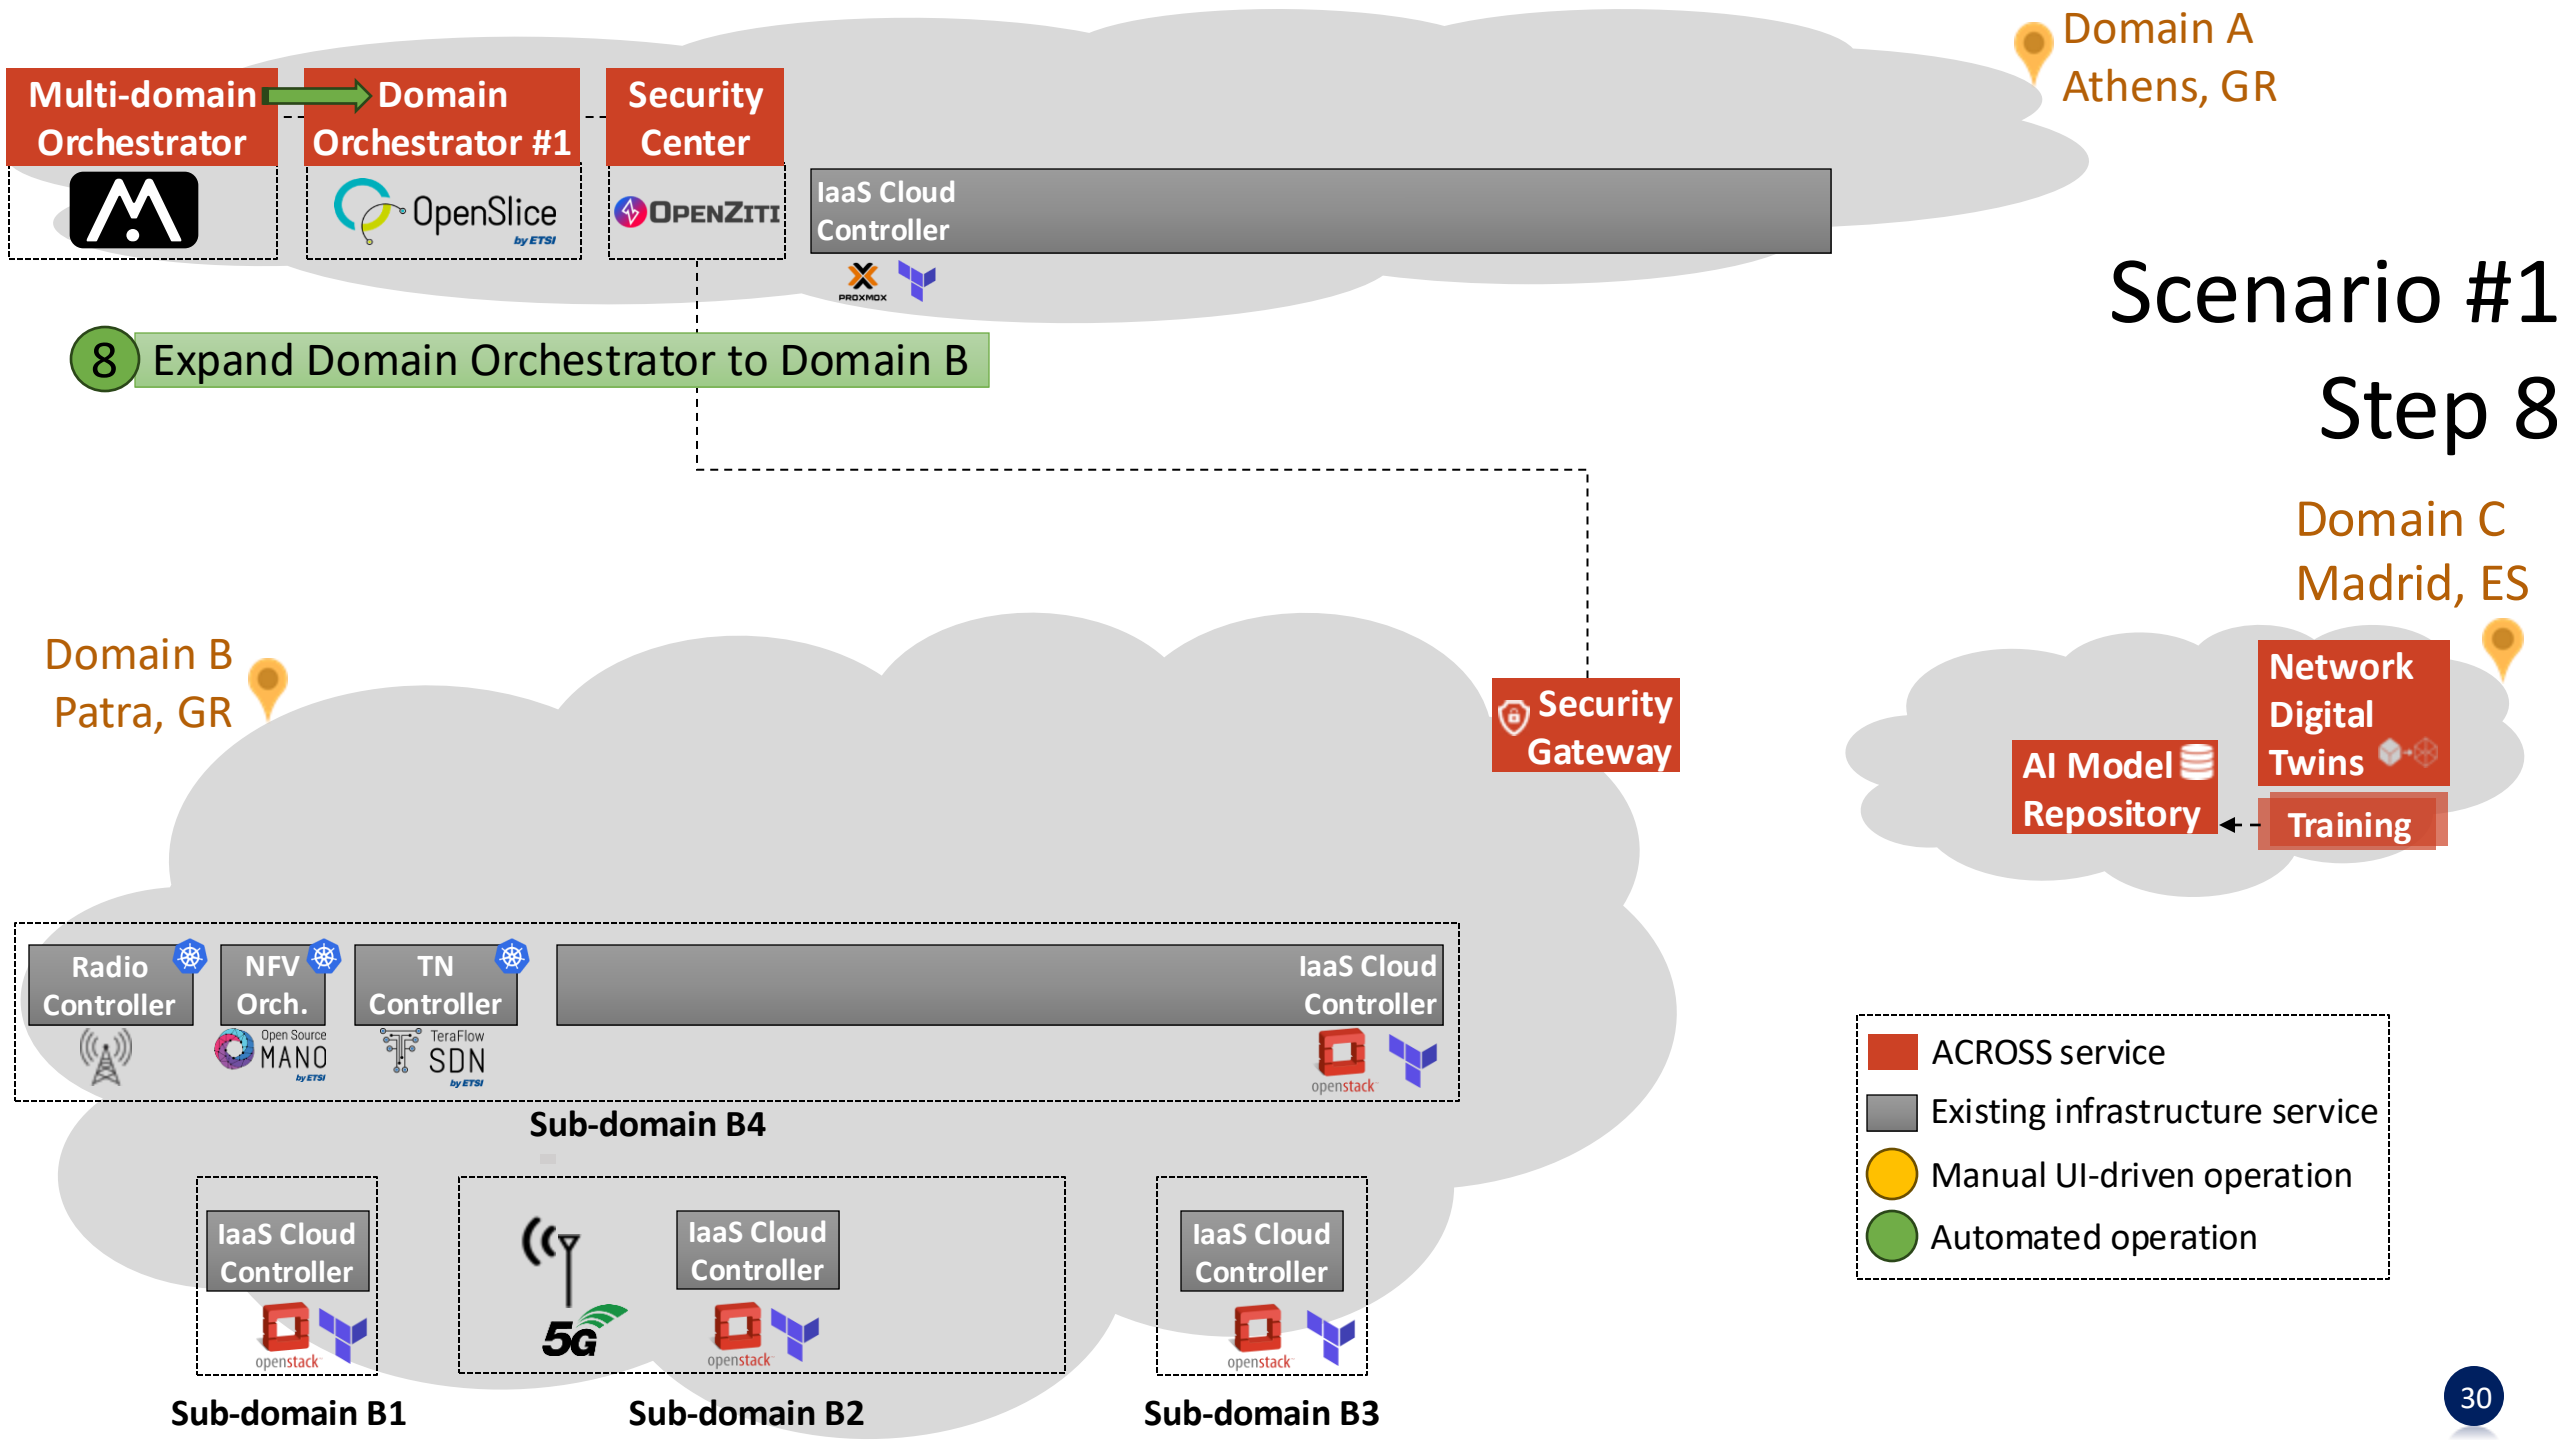 Domain A
Athens, GR
Multi-domain
Orchestrator
Domain
Orchestrator #1
Security
Center
OpenSlice
by ETSI
OPENZITI
IaaS Cloud
Controller
PROXMOX
Scenario #1
Step 8
8
Expand Domain Orchestrator to Domain B
Domain C
Madrid, ES
Domain B
Patra, GR
Security
Gateway
Network
Digital
Twins
AI Model
Repository
Training
Radio
Controller
NFV
Orch.
TN
Controller
IaaS Cloud
Controller
Open Source
MANO
by ETSI
TeraFlow
SDN
by ETSI
openstack
Sub-domain B4
IaaS Cloud
Controller
openstack
Sub-domain B1
5G
IaaS Cloud
Controller
openstack
Sub-domain B2
IaaS Cloud
Controller
openstack
Sub-domain B3
ACROSS service
Existing infrastructure service
Manual UI-driven operation
Automated operation
30